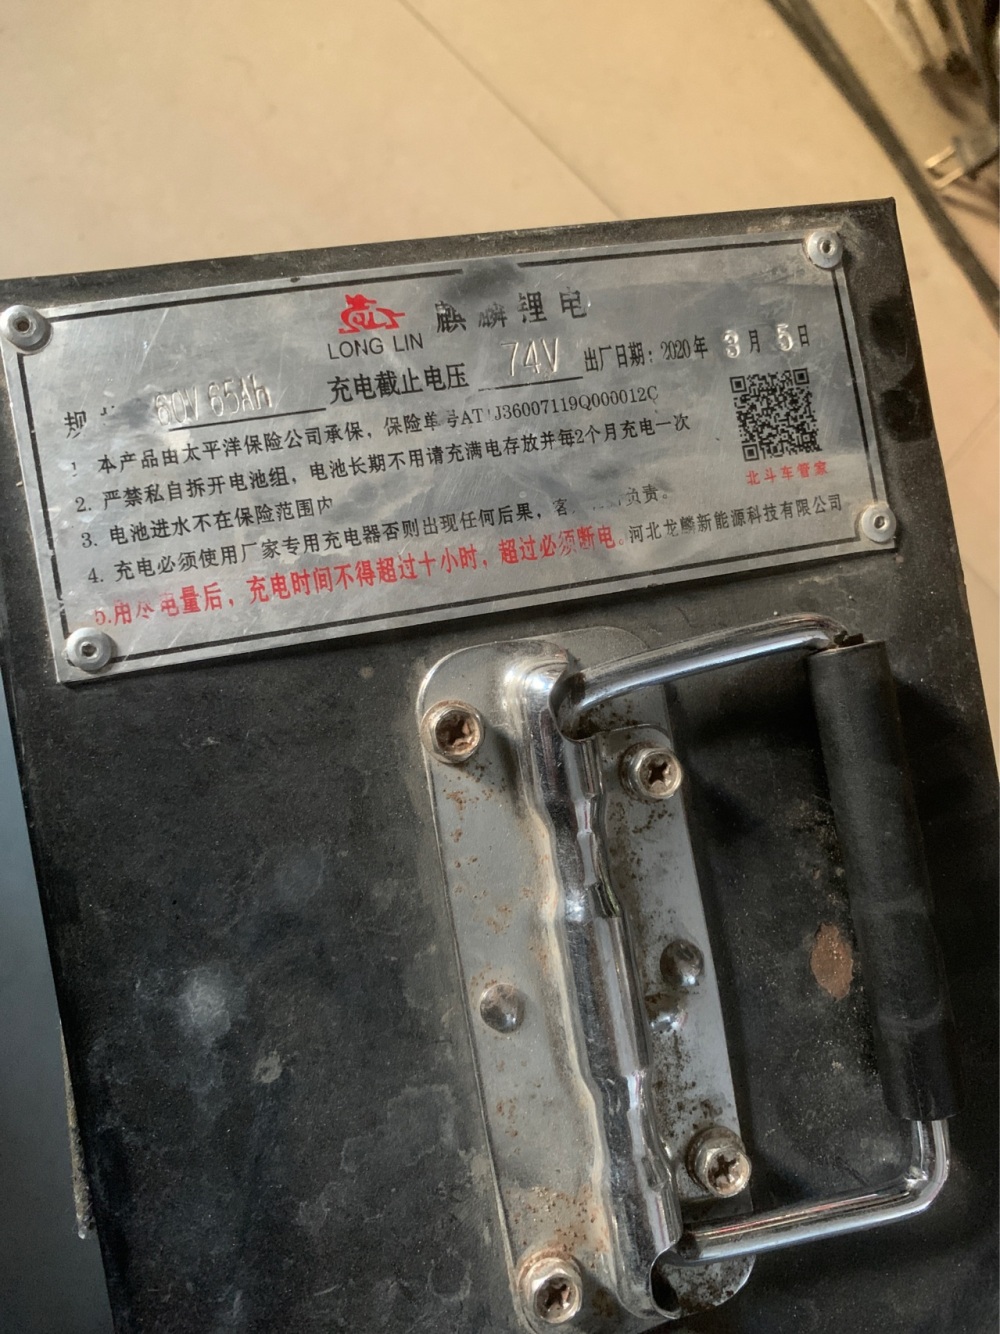 麒麟锂电
LONG LIN
规 60V65Ah 充电截止电压 74V 出厂日期：2020年 3月 5日
1. 本产品由太平洋保险公司承保，保险单号 J36007119Q000012C
2. 严禁私自拆开电池组，电池长期不用请充满电存放并每2个月充电一次
3. 电池进水不在保险范围内
4. 充电必须使用厂家专用充电器否则出现任何后果，客 负责。
5.用尽电量后，充电时间不得超过十小时，超过必须断电。
北斗车管家
河北龙麟新能源科技有限公司